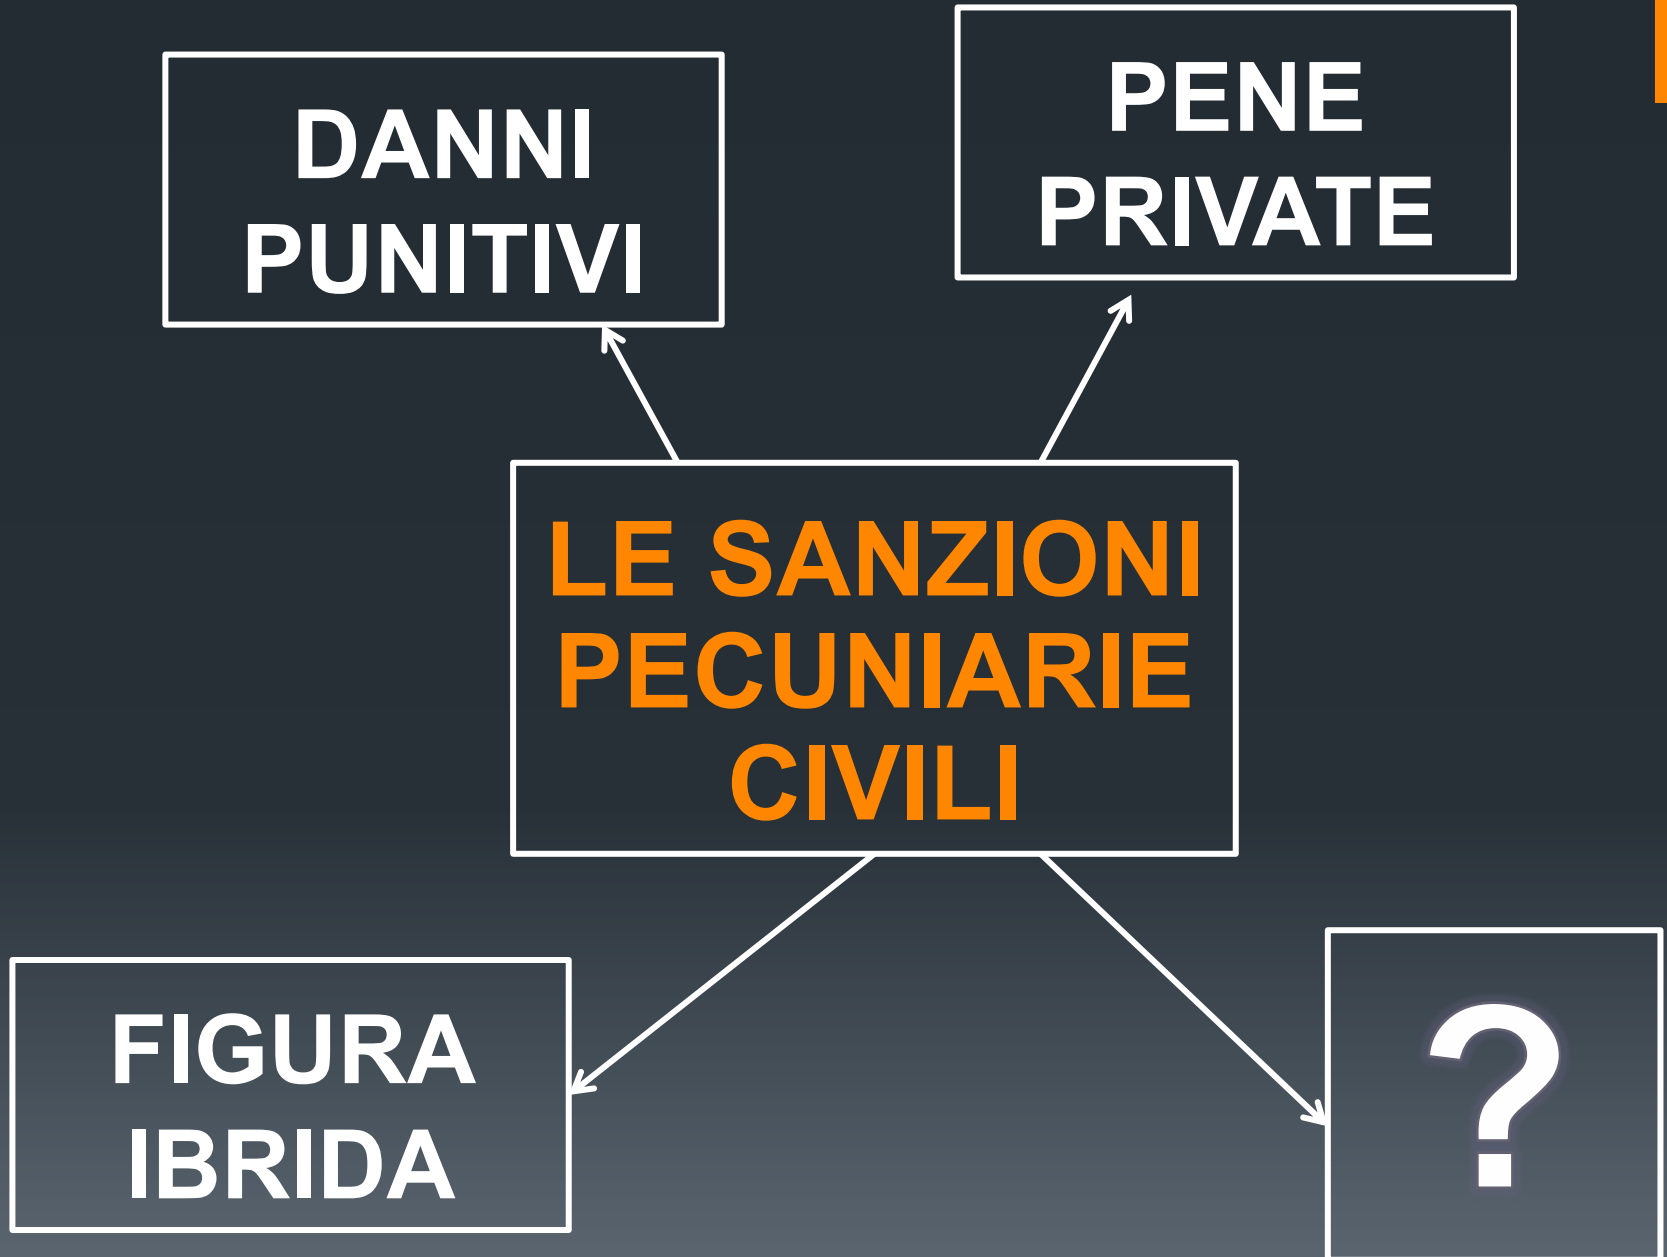 DANNI
PUNITIVI
PENE
PRIVATE
LE SANZIONI
PECUNIARIE
CIVILI
FIGURA
IBRIDA
?